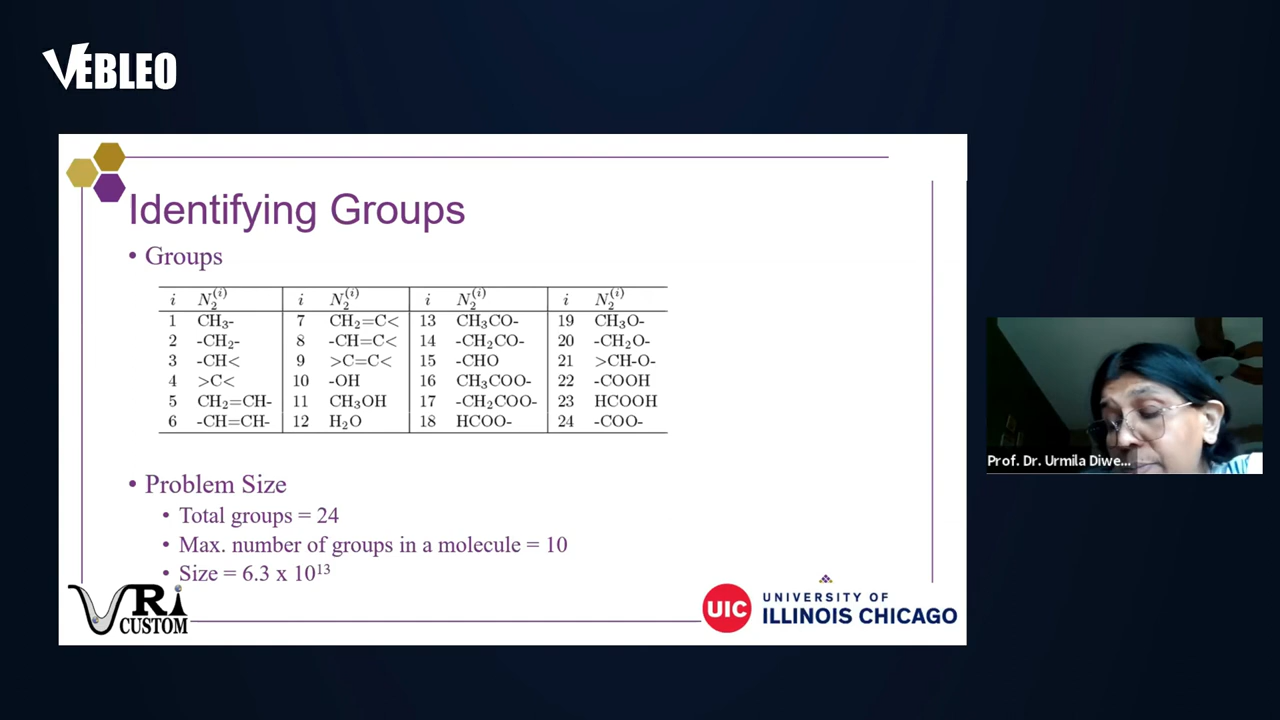 VEBLEO
Identifying Groups
• Groups
i N₂⁽ⁱ⁾ i N₂⁽ⁱ⁾ i N₂⁽ⁱ⁾ i N₂⁽ⁱ⁾
1 CH₃- 7 CH₂=C< 13 CH₃CO- 19 CH₃O-
2 -CH₂- 8 -CH=C< 14 -CH₂CO- 20 -CH₂O-
3 -CH< 9 >C=C< 15 -CHO 21 >CH-O-
4 >C< 10 -OH 16 CH₃COO- 22 -COOH
5 CH₂=CH- 11 CH₃OH 17 -CH₂COO- 23 HCOOH
6 -CH=CH- 12 H₂O 18 HCOO- 24 -COO-
Prof. Dr. Urmila Diwe...
• Problem Size
• Total groups = 24
• Max. number of groups in a molecule = 10
• Size = 6.3 x 10¹³
VRi
CUSTOM
UIC
UNIVERSITY OF
ILLINOIS CHICAGO